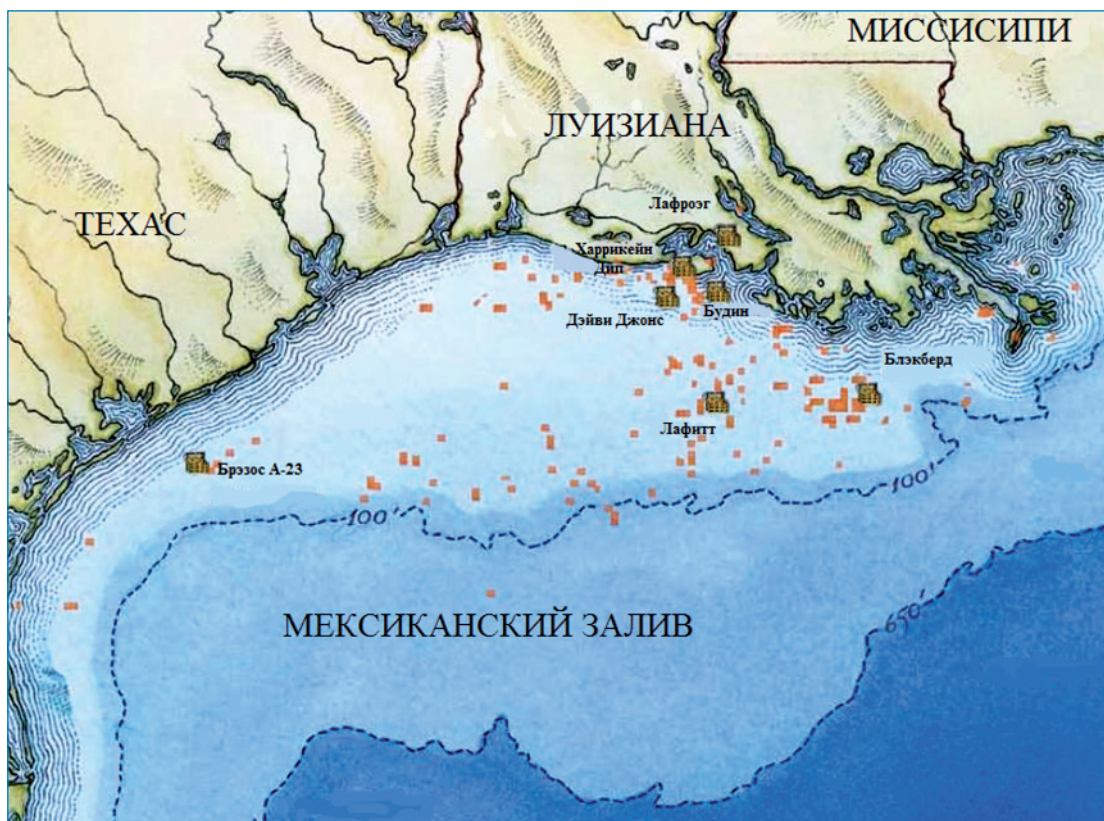 МИССИСИПИ
ЛУИЗИАНА
ТЕХАС
Лафроэг
Харрикейн
Дип
Дэйви Джонс
Будин
Блэкберд
Лафитт
Брэзос А-23
100'
100'
МЕКСИКАНСКИЙ ЗАЛИВ
650'